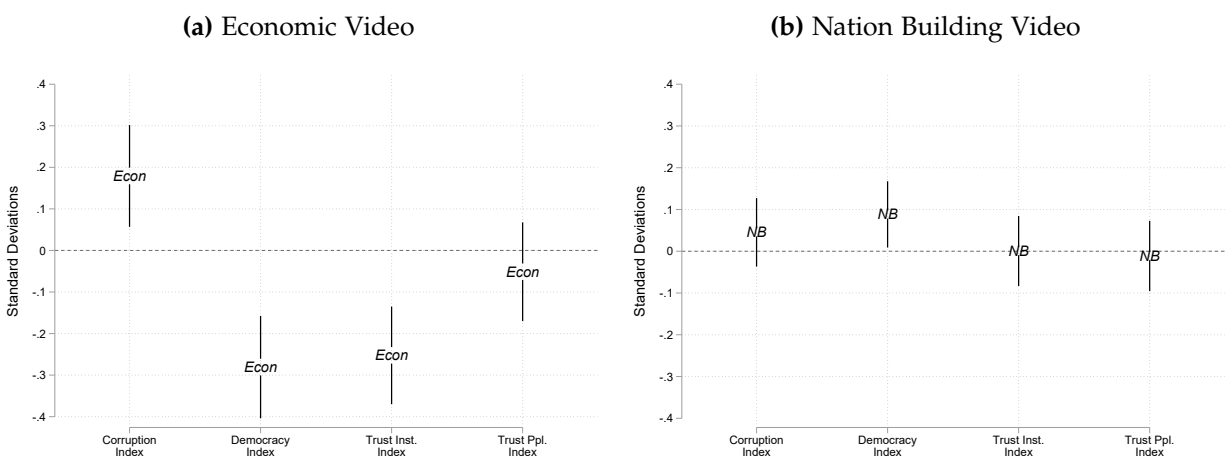 (a) Economic Video
Standard Deviations
.4
.3
.2
.1
0
-.1
-.2
-.3
-.4
Econ
Econ
Econ
Econ
Corruption
Index
Democracy
Index
Trust Inst.
Index
Trust Ppl.
Index
(b) Nation Building Video
Standard Deviations
.4
.3
.2
.1
0
-.1
-.2
-.3
-.4
NB
NB
NB
NB
Corruption
Index
Democracy
Index
Trust Inst.
Index
Trust Ppl.
Index